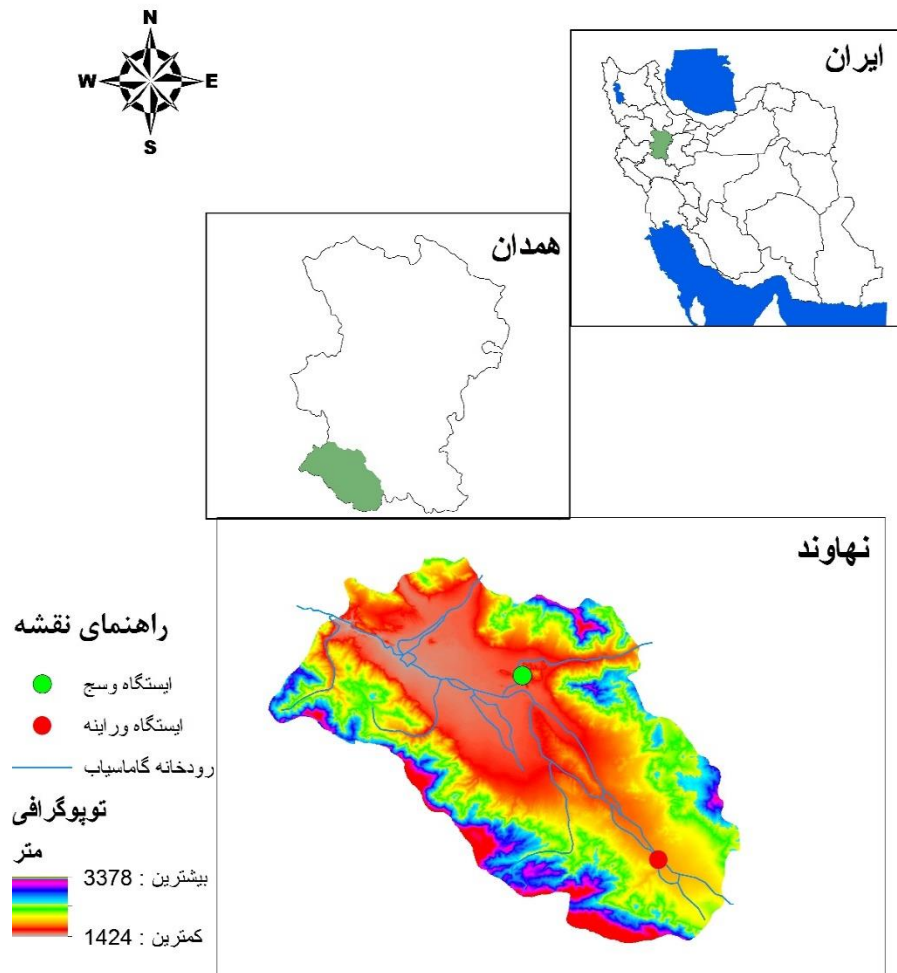 N
W E
S
ایران
همدان
نهاوند
راهنمای نقشه
ایستگاه وسج
ایستگاه وراینه
رودخانه گاماسیاب
توپوگرافی
متر
بیشترین : 3378
کمترین : 1424